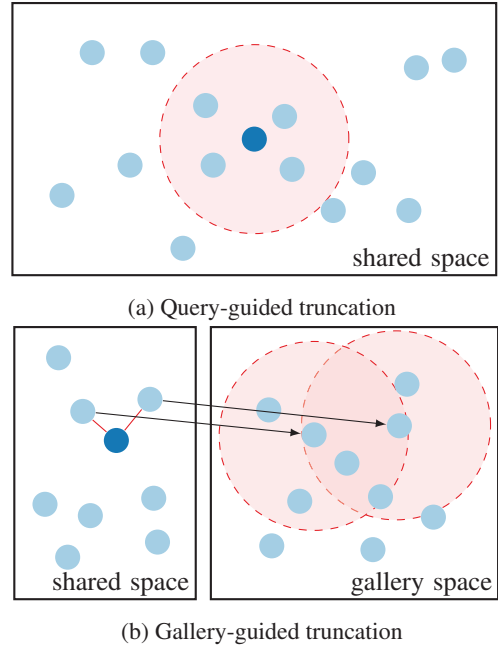 shared space
(a) Query-guided truncation
shared space
gallery space
(b) Gallery-guided truncation